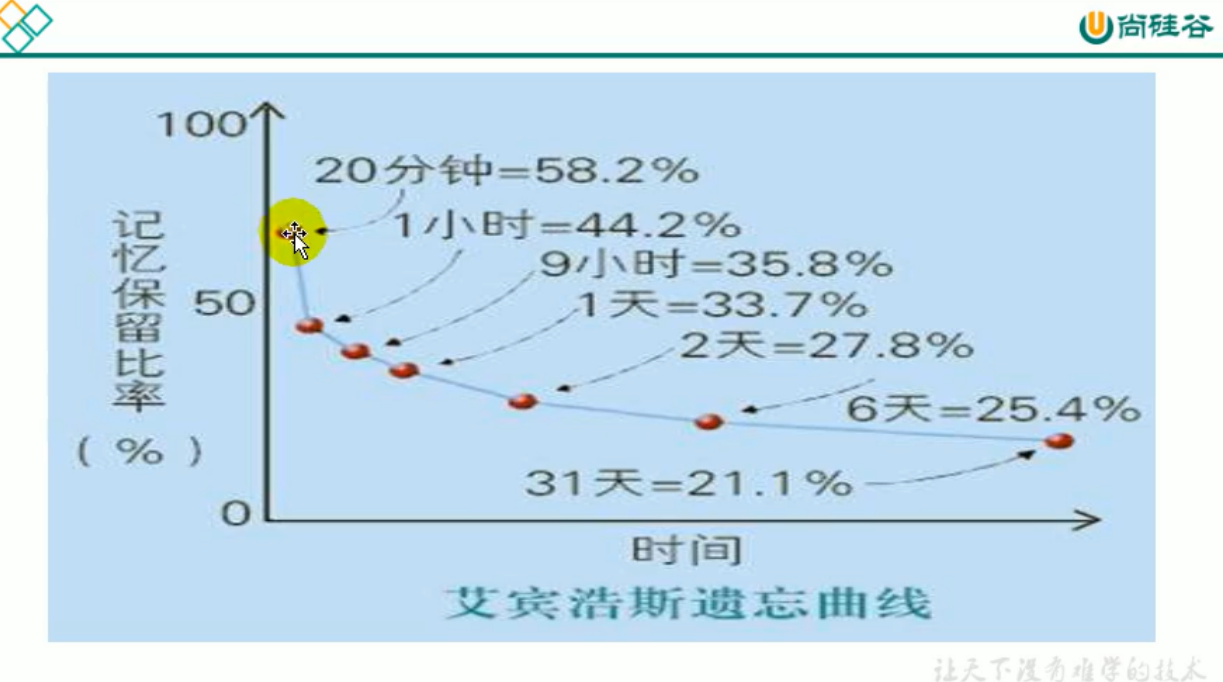 尚硅谷
100
20分钟=58.2%
1小时=44.2%
9小时=35.8%
50
1天=33.7%
2天=27.8%
6天=25.4%
记忆保留比率
(%)
31天=21.1%
0
时间
艾宾浩斯遗忘曲线
让天下没有难学的技术